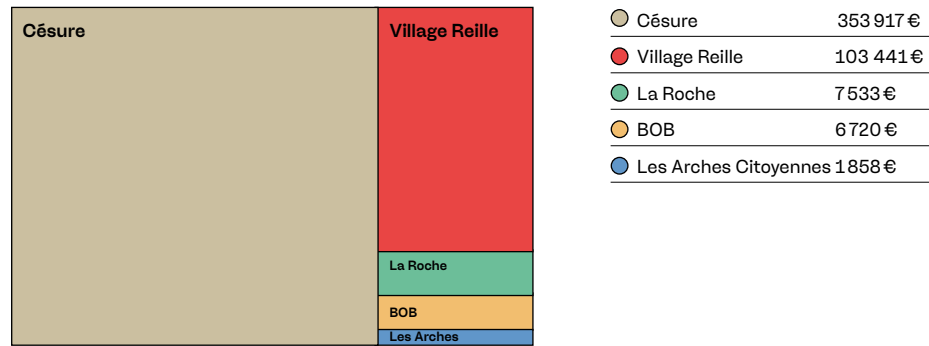 Césure
Village Reille
La Roche
BOB
Les Arches
Césure 353 917 €
Village Reille 103 441 €
La Roche 7 533 €
BOB 6 720 €
Les Arches Citoyennes 1 858 €